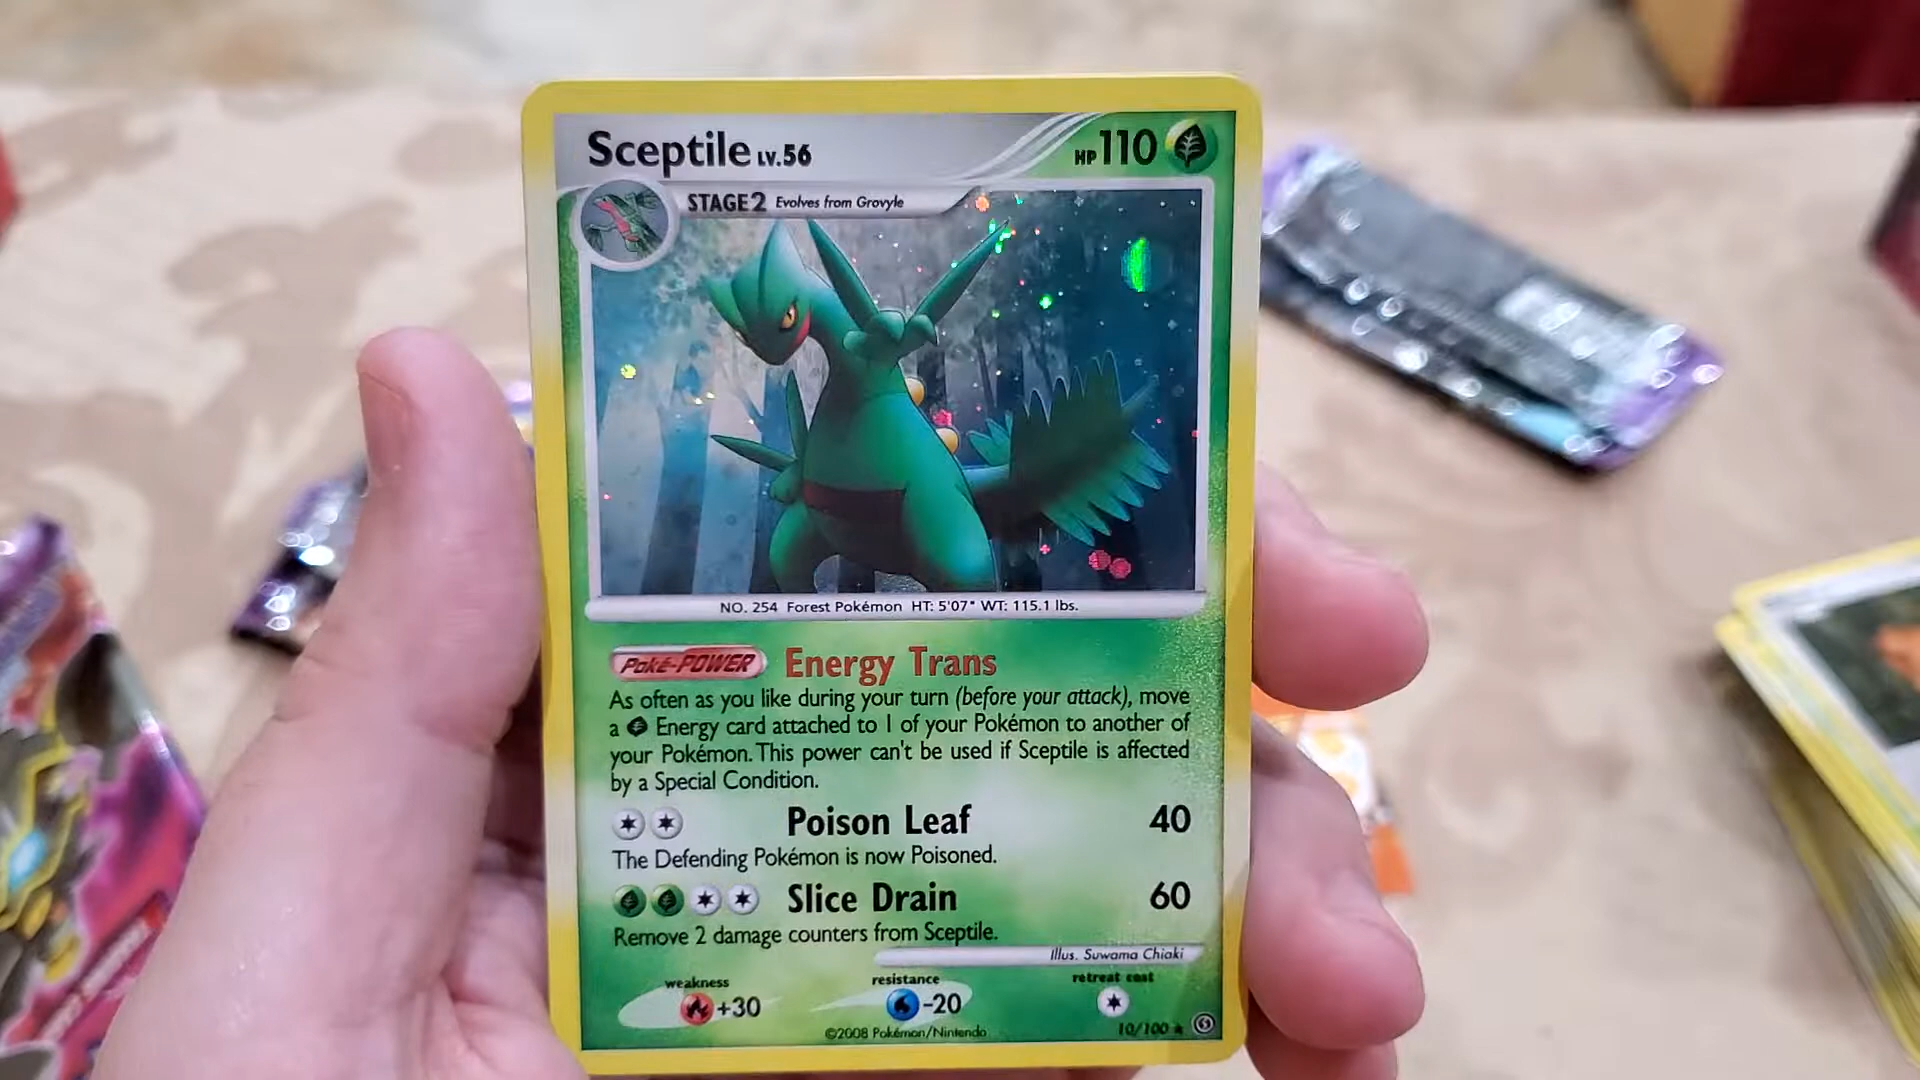 Sceptile LV.56 HP 110
STAGE2 Evolves from Grovyle
NO. 254 Forest Pokémon HT: 5'07" WT: 115.1 lbs.
Poké-POWER Energy Trans
As often as you like during your turn (before your attack), move
a Energy card attached to 1 of your Pokémon to another of
your Pokémon. This power can't be used if Sceptile is affected
by a Special Condition.
Poison Leaf 40
The Defending Pokémon is now Poisoned.
Slice Drain 60
Remove 2 damage counters from Sceptile.
Illus. Suwama Chiaki
weakness resistance retreat cost
+30 -20
©2008 Pokémon/Nintendo 10/100 ★